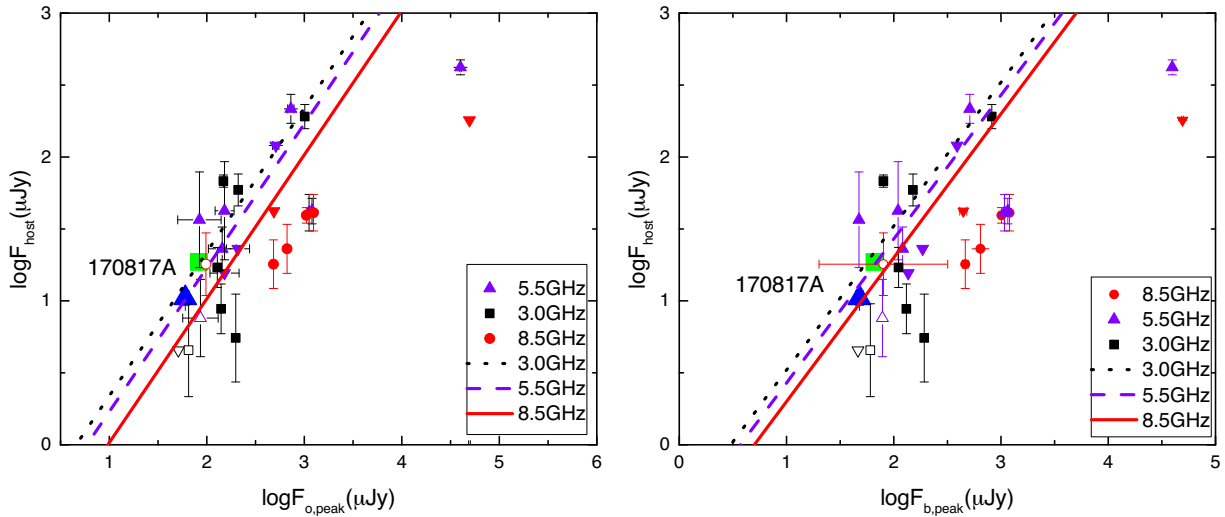 3
2
1
0
logF_host(μJy)
170817A
5.5GHz
3.0GHz
8.5GHz
3.0GHz
5.5GHz
8.5GHz
1 2 3 4 5 6
logF_o,peak(μJy)
3
2
1
0
logF_host(μJy)
170817A
8.5GHz
5.5GHz
3.0GHz
3.0GHz
5.5GHz
8.5GHz
0 1 2 3 4 5
logF_b,peak(μJy)